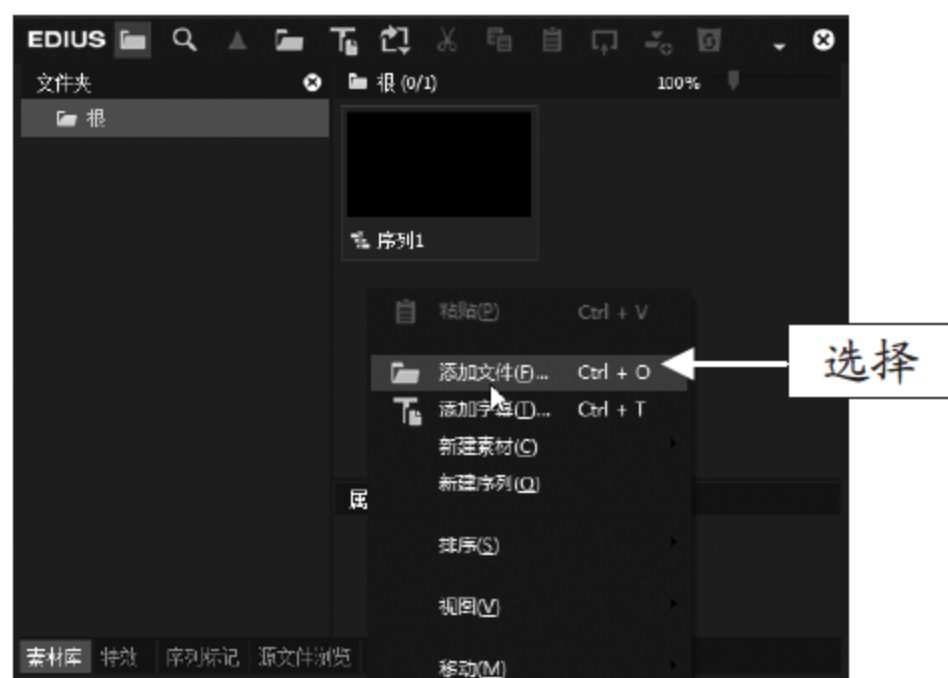 EDIUS
文件夹
根 (0/1)
100%
根
序列1
粘贴(P) Ctrl + V
添加文件(F)... Ctrl + O
选择
添加字幕(T)... Ctrl + T
新建素材(C)
新建序列(Q)
属
排序(S)
视图(V)
移动(M)
素材库 特效 序列标记 源文件浏览